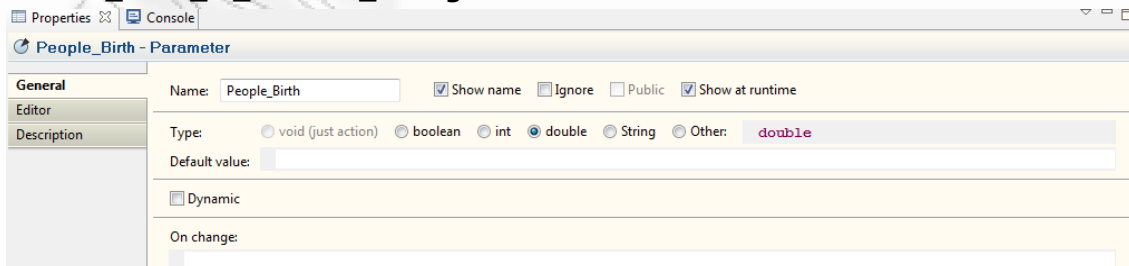 Properties Console
People_Birth - Parameter
General
Editor
Description
Name: People_Birth Show name Ignore Public Show at runtime
Type: void (just action) boolean int double String Other: double
Default value:
Dynamic
On change: